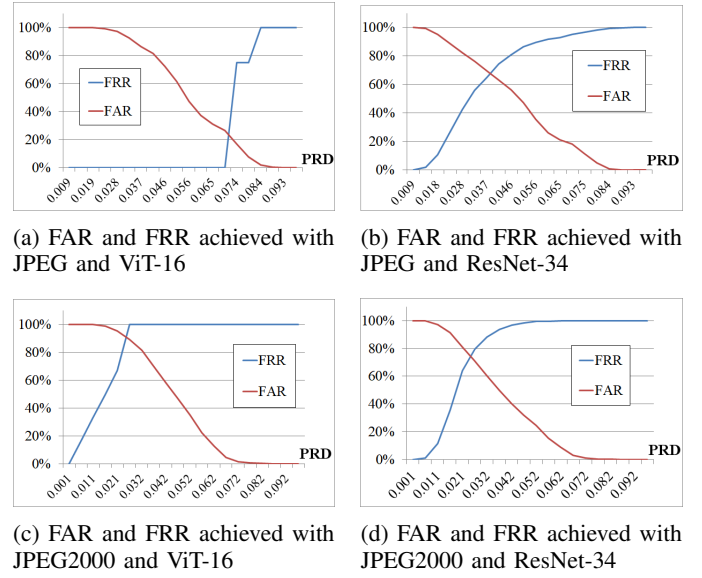 100%
80%
60%
40%
20%
0%
FRR
FAR
PRD
0.009 0.019 0.028 0.037 0.046 0.056 0.065 0.074 0.084 0.093
(a) FAR and FRR achieved with
JPEG and ViT-16
100%
80%
60%
40%
20%
0%
FRR
FAR
PRD
0.009 0.018 0.028 0.037 0.046 0.056 0.065 0.074 0.084 0.093
(b) FAR and FRR achieved with
JPEG and ResNet-34
100%
80%
60%
40%
20%
0%
FRR
FAR
PRD
0.001 0.011 0.021 0.032 0.042 0.052 0.062 0.072 0.082 0.092
(c) FAR and FRR achieved with
JPEG2000 and ViT-16
100%
80%
60%
40%
20%
0%
FRR
FAR
PRD
0.001 0.011 0.021 0.032 0.042 0.052 0.062 0.072 0.082 0.092
(d) FAR and FRR achieved with
JPEG2000 and ResNet-34